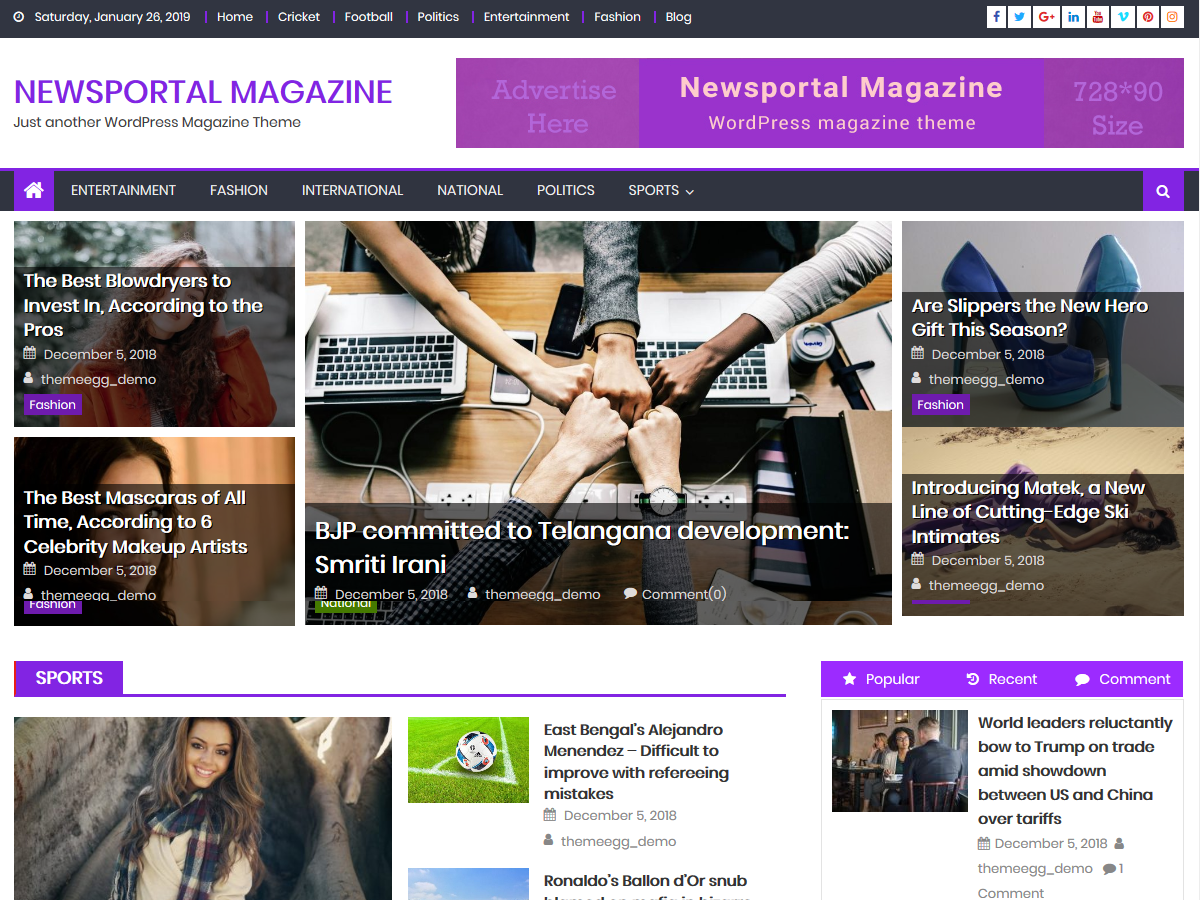 Saturday, January 26, 2019
Home
Cricket
Football
Politics
Entertainment
Fashion
Blog
NEWSPORTAL MAGAZINE
Just another WordPress Magazine Theme
Advertise
Here
Newsportal Magazine
WordPress magazine theme
728*90
Size
ENTERTAINMENT
FASHION
INTERNATIONAL
NATIONAL
POLITICS
SPORTS
The Best Blowdryers to
Invest In, According to the
Pros
December 5, 2018
themeegg_demo
Fashion
The Best Mascaras of All
Time, According to 6
Celebrity Makeup Artists
December 5, 2018
themeegg_demo
Fashion
BJP committed to Telangana development:
Smriti Irani
December 5, 2018
themeegg_demo
Comment(0)
National
Are Slippers the New Hero
Gift This Season?
December 5, 2018
themeegg_demo
Fashion
Introducing Matek, a New
Line of Cutting-Edge Ski
Intimates
December 5, 2018
themeegg_demo
SPORTS
East Bengal's Alejandro
Menendez – Difficult to
improve with refereeing
mistakes
December 5, 2018
themeegg_demo
Ronaldo's Ballon d'Or snub
Popular
Recent
Comment
World leaders reluctantly
bow to Trump on trade
amid showdown
between US and China
over tariffs
December 5, 2018
themeegg_demo
1
Comment